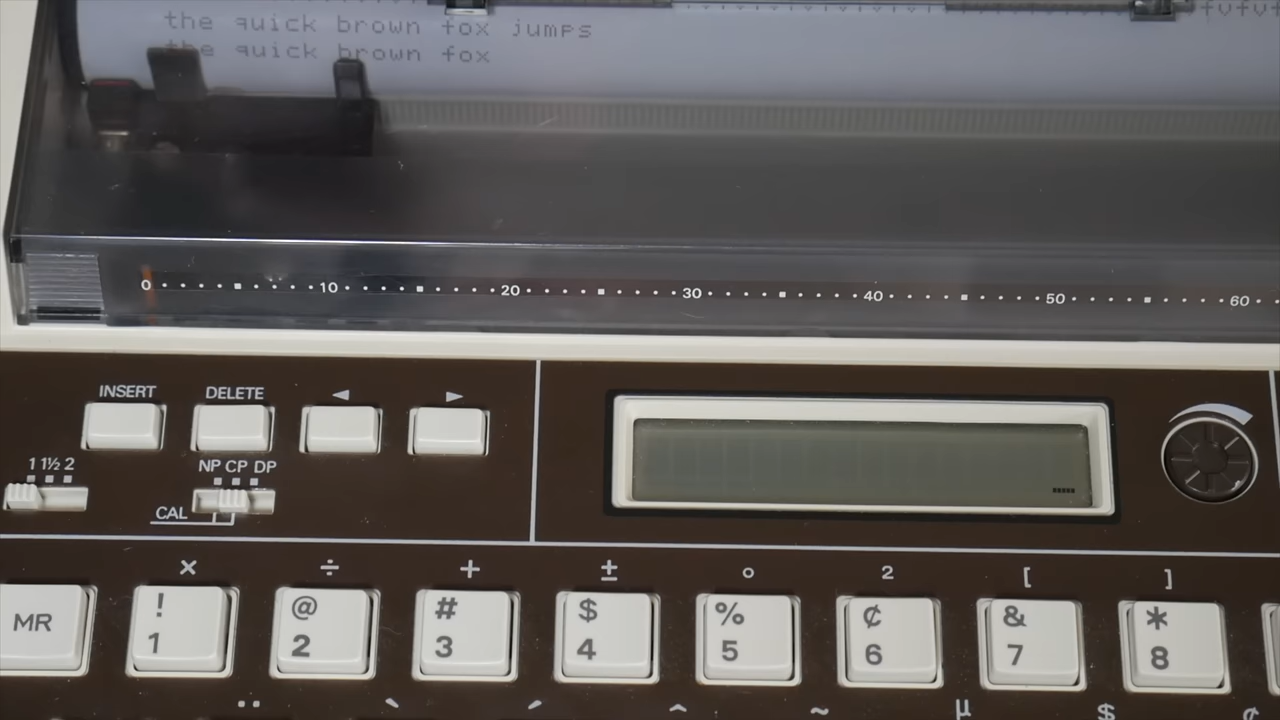 fvfvf
the quick brown fox jumps
the quick brown fox
0 10 20 30 40 50 60
INSERT DELETE ◄ ►
1 1½ 2 NP CP DP
CAL
× ÷ + ± ° 2 [ ]
! @ # $ % ¢ & *
MR 1 2 3 4 5 6 7 8
¨ ` ´ ^ ~ µ $ ¢